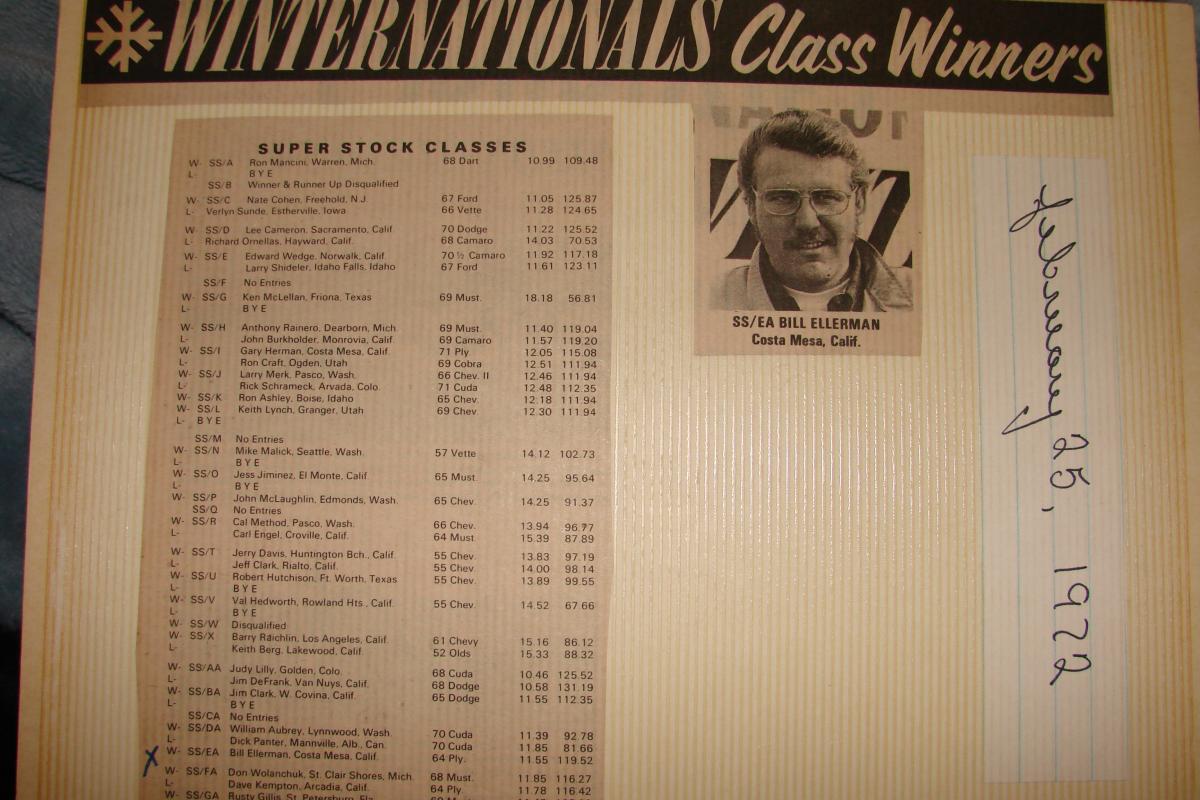 WINTERNATIONALS Class Winners
SUPER STOCK CLASSES
W- SS/A Ron Mancini, Warren, Mich. 68 Dart 10.99 109.48
L- BYE
SS/B Winner & Runner Up Disqualified
W- SS/C Nate Cohen, Freehold, N.J. 67 Ford 11.05 125.87
L- Verlyn Sunde, Estherville, Iowa 66 Vette 11.28 124.65
W- SS/D Lee Cameron, Sacramento, Calif. 70 Dodge 11.22 125.52
L- Richard Ornellas, Hayward, Calif. 68 Camaro 14.03 70.53
W- SS/E Edward Wedge, Norwalk, Calif. 70 ½ Camaro 11.92 117.18
L- Larry Shideler, Idaho Falls, Idaho 67 Ford 11.61 123.11
SS/F No Entries
W- SS/G Ken McLellan, Friona, Texas 69 Must. 18.18 56.81
L- BYE
W- SS/H Anthony Rainero, Dearborn, Mich. 69 Must. 11.40 119.04
L- John Burkholder, Monrovia, Calif. 69 Camaro 11.57 119.20
W- SS/I Gary Herman, Costa Mesa, Calif. 71 Ply 12.05 115.08
L- Ron Craft, Ogden, Utah 69 Cobra 12.51 111.94
W- SS/J Larry Merk, Pasco, Wash. 66 Chev. II 12.46 111.94
L- Rick Schrameck, Arvada, Colo. 71 Cuda 12.48 112.35
W- SS/K Ron Ashley, Boise, Idaho 65 Chev. 12.18 111.94
W- SS/L Keith Lynch, Granger, Utah 69 Chev. 12.30 111.94
L- BYE
SS/M No Entries
W- SS/N Mike Malick, Seattle, Wash. 57 Vette 14.12 102.73
L- BYE
W- SS/O Jess Jiminez, El Monte, Calif. 65 Must. 14.25 95.64
L- BYE
W- SS/P John McLaughlin, Edmonds, Wash. 65 Chev. 14.25 91.37
SS/Q No Entries
W- SS/R Cal Method, Pasco, Wash. 66 Chev. 13.94 96.77
L- Carl Engel, Croville, Calif. 64 Must. 15.39 87.89
W- SS/T Jerry Davis, Huntington Bch., Calif. 55 Chev. 13.83 97.19
L- Jeff Clark, Rialto, Calif. 55 Chev. 14.00 98.14
W- SS/U Robert Hutchison, Ft. Worth, Texas 55 Chev. 13.89 99.55
L- BYE
W- SS/V Val Hedworth, Rowland Hts., Calif. 55 Chev. 14.52 67.66
L- BYE
W- SS/W Disqualified
W- SS/X Barry Raichlin, Los Angeles, Calif. 61 Chevy 15.16 86.12
L- Keith Berg, Lakewood, Calif. 52 Olds 15.33 88.32
W- SS/AA Judy Lilly, Golden, Colo. 68 Cuda 10.46 125.52
L- Jim DeFrank, Van Nuys, Calif. 68 Dodge 10.58 131.19
W- SS/BA Jim Clark, W. Covina, Calif. 65 Dodge 11.55 112.35
L- BYE
SS/CA No Entries
W- SS/DA William Aubrey, Lynnwood, Wash. 70 Cuda 11.39 92.78
L- Dick Panter, Mannville, Alb., Can. 70 Cuda 11.85 81.66
X W- SS/EA Bill Ellerman, Costa Mesa, Calif. 64 Ply. 11.55 119.52
W- SS/FA Don Wolanchuk, St. Clair Shores, Mich. 68 Must. 11.85 116.27
L- Dave Kempton, Arcadia, Calif. 64 Ply. 11.78 116.42
W- SS/GA Rusty Gillis, St. Petersburg, Fla.
SS/EA BILL ELLERMAN
Costa Mesa, Calif.
February 25, 1972